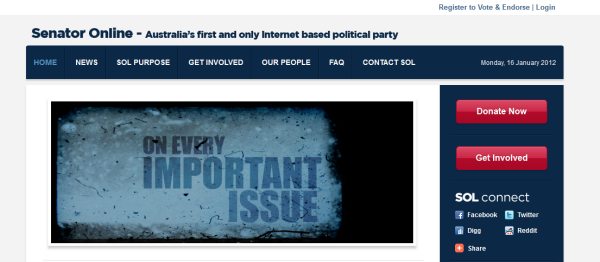 Register to Vote & Endorse | Login
Senator Online - Australia's first and only Internet based political party
HOME NEWS SOL PURPOSE GET INVOLVED OUR PEOPLE FAQ CONTACT SOL Monday, 16 January 2012
Donate Now
ON EVERY
IMPORTANT
ISSUE
Get Involved
SOL connect
Facebook Twitter
Digg Reddit
Share